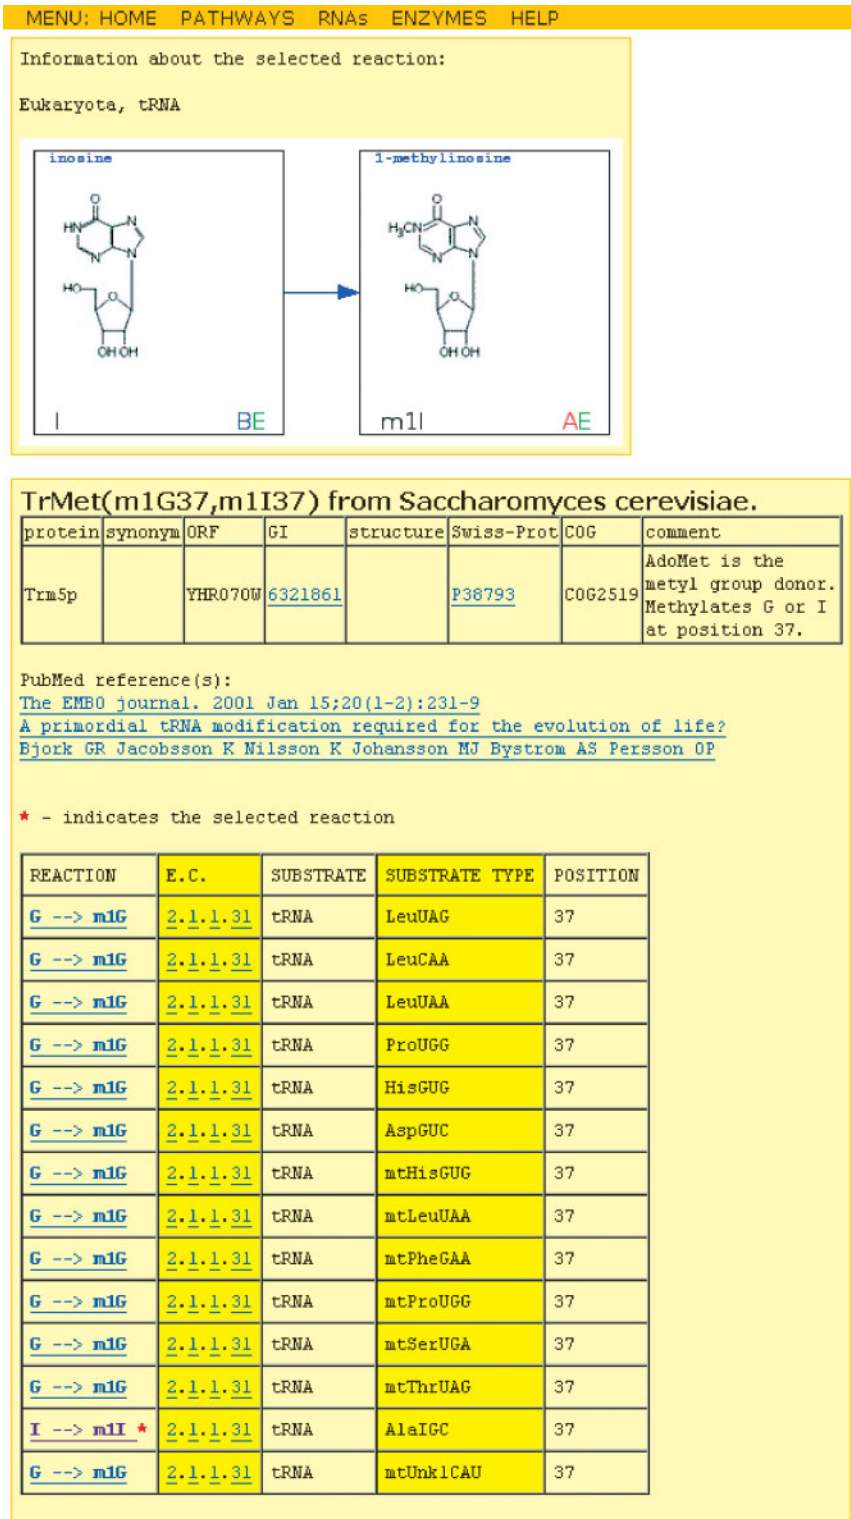 MENU: HOME PATHWAYS RNAs ENZYMES HELP
Information about the selected reaction:
Eukaryota, tRNA
inosine
O
HN
N
N
N
HO
O
OH OH
I
BE
1-methylinosine
O
H3CN
N
N
N
HO
O
OH OH
m1I
AE
TrMet(m1G37,m1I37) from Saccharomyces cerevisiae.
protein synonym ORF GI structure Swiss-Prot COG comment
Trm5p YHR070W 6321861 P38793 COG2519 AdoMet is the
metyl group donor.
Methylates G or I
at position 37.
PubMed reference(s):
The EMBO journal. 2001 Jan 15;20(1-2):231-9
A primordial tRNA modification required for the evolution of life?
Bjork GR Jacobsson K Nilsson K Johansson MJ Bystrom AS Persson OP
* - indicates the selected reaction
REACTION E.C. SUBSTRATE SUBSTRATE TYPE POSITION
G --> m1G 2.1.1.31 tRNA LeuUAG 37
G --> m1G 2.1.1.31 tRNA LeuCAA 37
G --> m1G 2.1.1.31 tRNA LeuUAA 37
G --> m1G 2.1.1.31 tRNA ProUGG 37
G --> m1G 2.1.1.31 tRNA HisGUG 37
G --> m1G 2.1.1.31 tRNA AspGUC 37
G --> m1G 2.1.1.31 tRNA mtHisGUG 37
G --> m1G 2.1.1.31 tRNA mtLeuUAA 37
G --> m1G 2.1.1.31 tRNA mtPheGAA 37
G --> m1G 2.1.1.31 tRNA mtProUGG 37
G --> m1G 2.1.1.31 tRNA mtSerUGA 37
G --> m1G 2.1.1.31 tRNA mtThrUAG 37
I --> m1I * 2.1.1.31 tRNA AlaIGC 37
G --> m1G 2.1.1.31 tRNA mtUnk1CAU 37